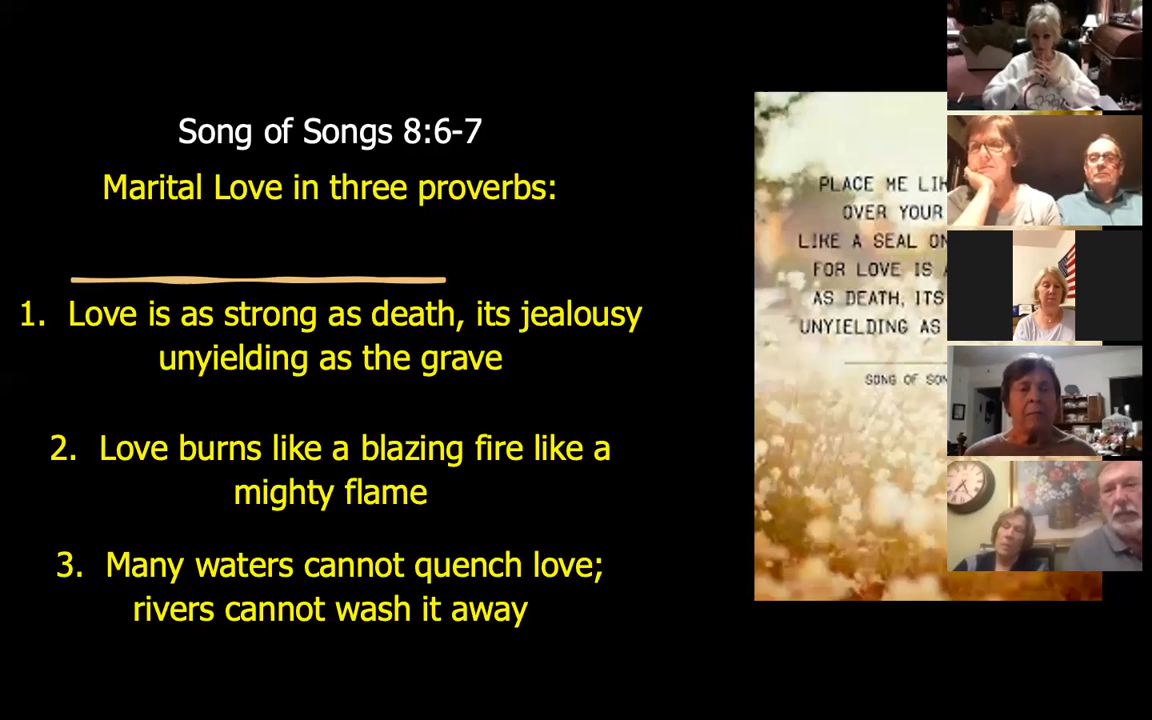 Song of Songs 8:6-7
Marital Love in three proverbs:
1. Love is as strong as death, its jealousy
unyielding as the grave
2. Love burns like a blazing fire like a
mighty flame
3. Many waters cannot quench love;
rivers cannot wash it away
PLACE ME
OVER YOUR
LIKE A SEAL
FOR LOVE IS
AS DEATH, ITS
UNYIELDING AS
SONG OF